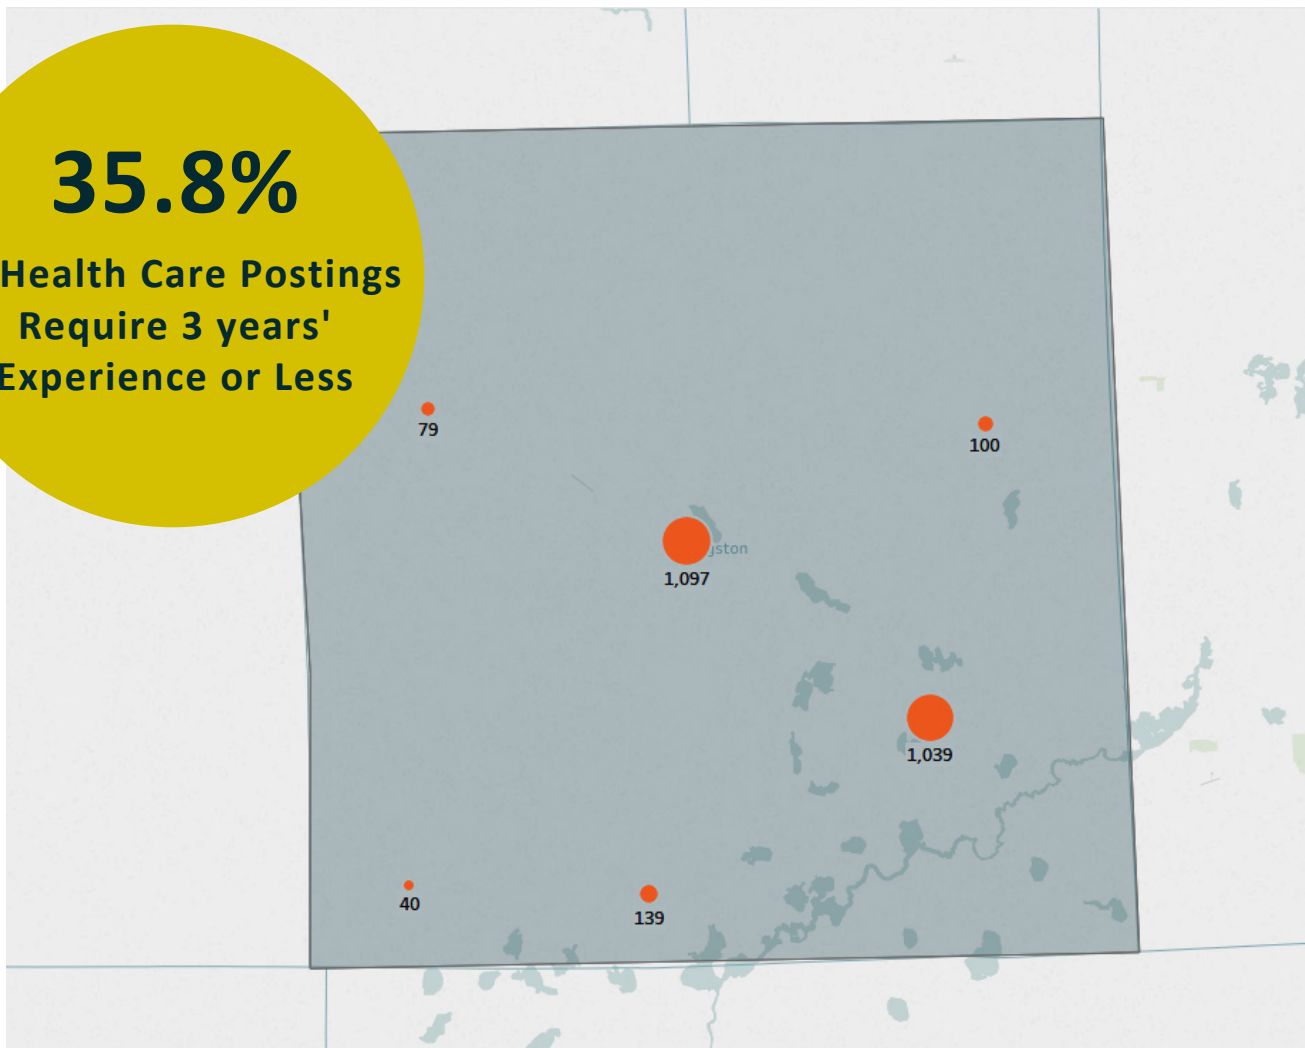 35.8%
Health Care Postings
Require 3 years'
Experience or Less
79
100
1,097
1,039
40
139